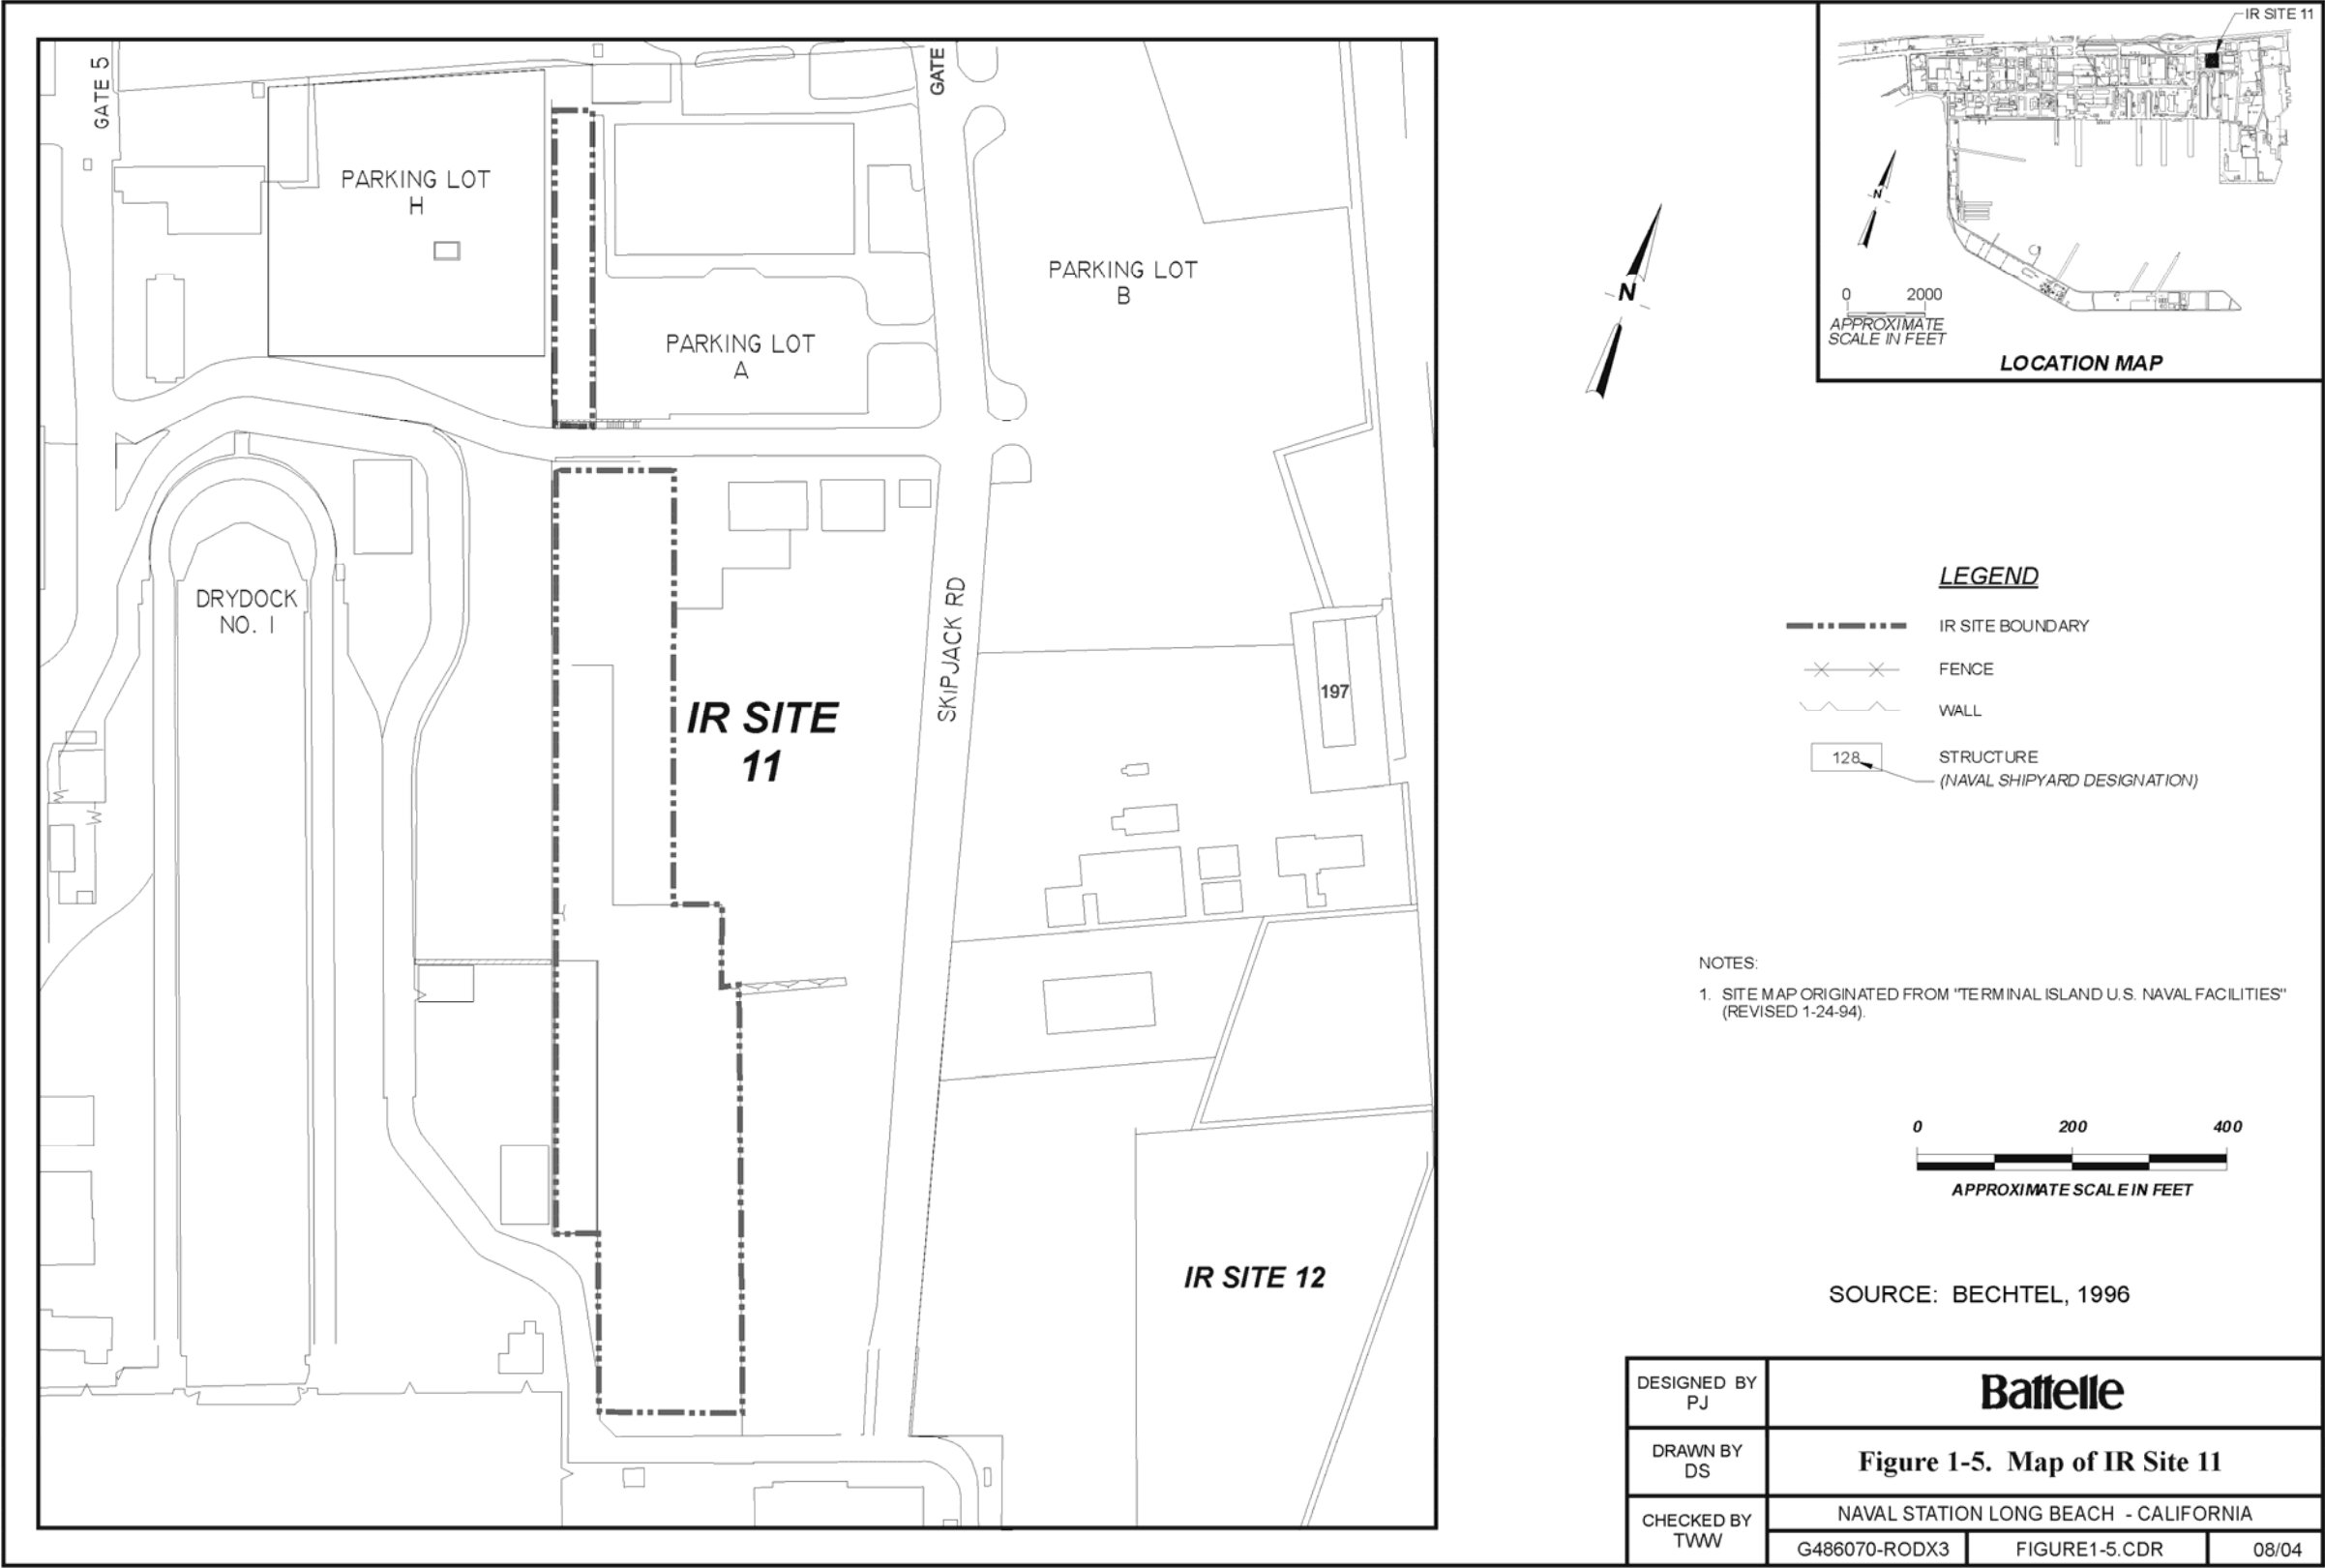 IR SITE 11
GATE 5
GATE
PARKING LOT
H
PARKING LOT
B
PARKING LOT
A
N
N
0 2000
APPROXIMATE
SCALE IN FEET
LOCATION MAP
DRYDOCK
NO. 1
SKIPJACK RD
IR SITE
11
197
LEGEND
IR SITE BOUNDARY
FENCE
WALL
128
STRUCTURE
(NAVAL SHIPYARD DESIGNATION)
NOTES:
1. SITE MAP ORIGINATED FROM "TERMINAL ISLAND U.S. NAVAL FACILITIES"
(REVISED 1-24-94).
0 200 400
APPROXIMATE SCALE IN FEET
IR SITE 12
SOURCE: BECHTEL, 1996
DESIGNED BY
PJ
Battelle
DRAWN BY
DS
Figure 1-5. Map of IR Site 11
CHECKED BY
TWW
NAVAL STATION LONG BEACH - CALIFORNIA
G486070-RODX3
FIGURE1-5.CDR
08/04